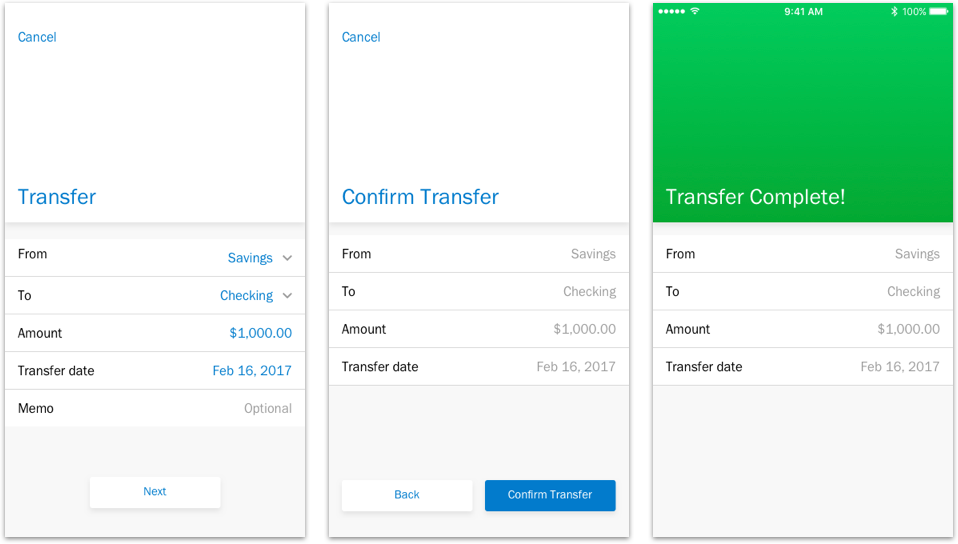 Cancel
Transfer
From Savings
To Checking
Amount $1,000.00
Transfer date Feb 16, 2017
Memo Optional
Next
Cancel
Confirm Transfer
From Savings
To Checking
Amount $1,000.00
Transfer date Feb 16, 2017
Back Confirm Transfer
9:41 AM 100%
Transfer Complete!
From Savings
To Checking
Amount $1,000.00
Transfer date Feb 16, 2017